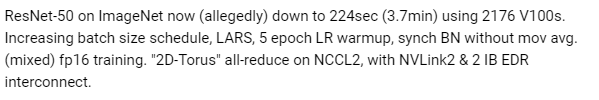 ResNet-50 on ImageNet now (allegedly) down to 224sec (3.7min) using 2176 V100s.
Increasing batch size schedule, LARS, 5 epoch LR warmup, synch BN without mov avg.
(mixed) fp16 training. "2D-Torus" all-reduce on NCCL2, with NVLink2 & 2 IB EDR
interconnect.